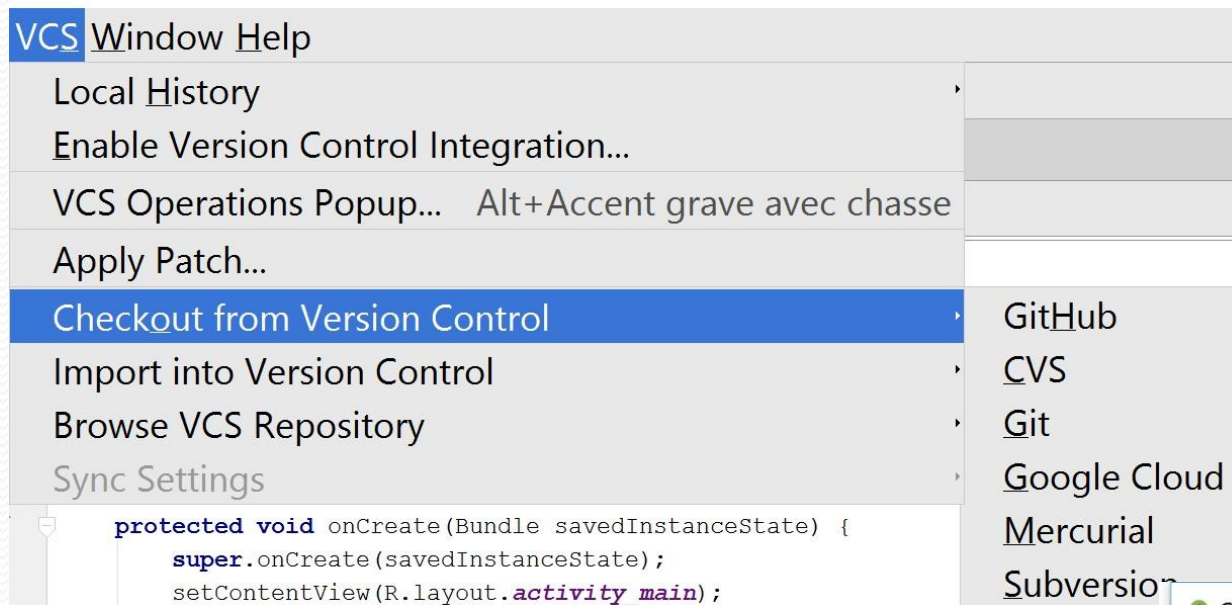 VCS Window Help
Local History
Enable Version Control Integration...
VCS Operations Popup... Alt+Accent grave avec chasse
Apply Patch...
Checkout from Version Control
Import into Version Control
Browse VCS Repository
Sync Settings
GitHub
CVS
Git
Google Cloud
Mercurial
protected void onCreate(Bundle savedInstanceState) {
super.onCreate(savedInstanceState);
setContentView(R.layout.activity_main);